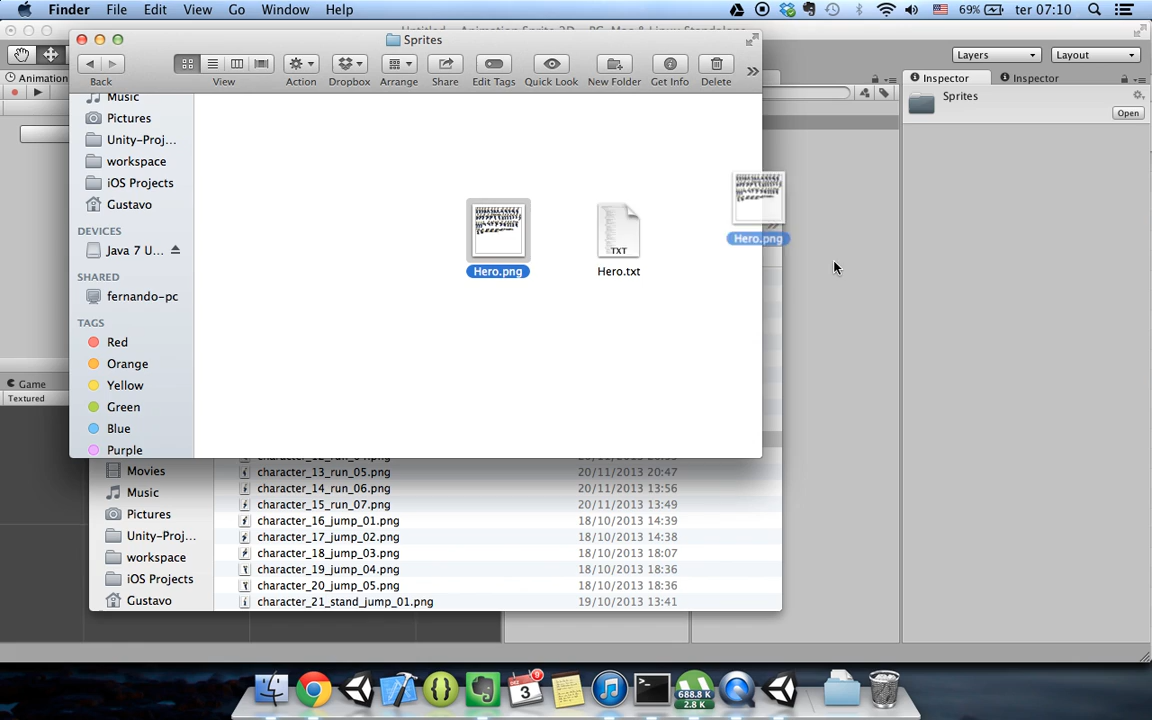 Finder File Edit View Go Window Help 69% ter 07:10
Sprites
Layers Layout
Back View Action Dropbox Arrange Share Edit Tags Quick Look New Folder Get Info Delete
Animation
Inspector Inspector
Sprites
Open
Music
Pictures
Unity-Proj...
workspace
iOS Projects
Gustavo
DEVICES
Java 7 U...
SHARED
fernando-pc
TAGS
Red
Orange
Yellow
Green
Blue
Purple
Hero.png
TXT
Hero.txt
Hero.png
Game
Textured
Movies
Music
Pictures
Unity-Proj...
workspace
iOS Projects
Gustavo
character_13_run_05.png 20/11/2013 20:47
character_14_run_06.png 20/11/2013 13:56
character_15_run_07.png 20/11/2013 13:49
character_16_jump_01.png 18/10/2013 14:39
character_17_jump_02.png 18/10/2013 14:38
character_18_jump_03.png 18/10/2013 18:07
character_19_jump_04.png 18/10/2013 18:36
character_20_jump_05.png 18/10/2013 18:36
character_21_stand_jump_01.png 19/10/2013 13:41
3
688.8 K
2.8 K